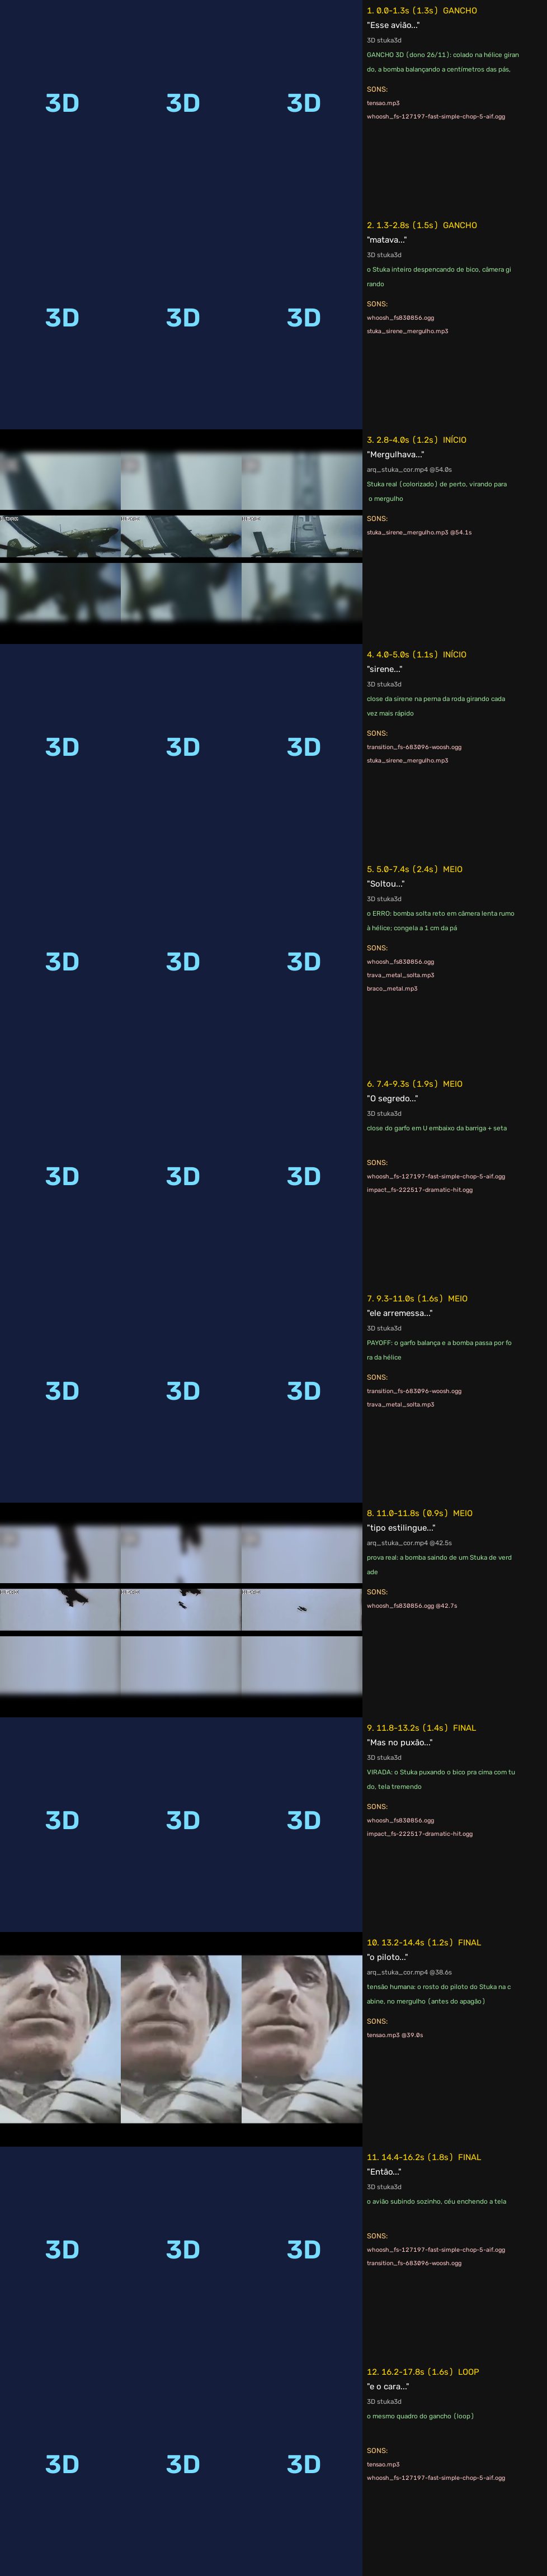 3D 3D 3D
1. 0.0-1.3s (1.3s) GANCHO
"Esse avião..."
3D stuka3d
GANCHO 3D (dono 26/11): colado na hélice giran
do, a bomba balançando a centímetros das pás,
SONS:
tensao.mp3
whoosh_fs-127197-fast-simple-chop-5-aif.ogg
3D 3D 3D
2. 1.3-2.8s (1.5s) GANCHO
"matava..."
3D stuka3d
o Stuka inteiro despencando de bico, câmera gi
rando
SONS:
whoosh_fs830856.ogg
stuka_sirene_mergulho.mp3
3. 2.8-4.0s (1.2s) INÍCIO
"Mergulhava..."
arq_stuka_cor.mp4 @54.0s
Stuka real (colorizado) de perto, virando para
o mergulho
SONS:
stuka_sirene_mergulho.mp3 @54.1s
3D 3D 3D
4. 4.0-5.0s (1.1s) INÍCIO
"sirene..."
3D stuka3d
close da sirene na perna da roda girando cada
vez mais rápido
SONS:
transition_fs-683096-woosh.ogg
stuka_sirene_mergulho.mp3
3D 3D 3D
5. 5.0-7.4s (2.4s) MEIO
"Soltou..."
3D stuka3d
o ERRO: bomba solta reto em câmera lenta rumo
à hélice; congela a 1 cm da pá
SONS:
whoosh_fs830856.ogg
trava_metal_solta.mp3
braco_metal.mp3
3D 3D 3D
6. 7.4-9.3s (1.9s) MEIO
"O segredo..."
3D stuka3d
close do garfo em U embaixo da barriga + seta
SONS:
whoosh_fs-127197-fast-simple-chop-5-aif.ogg
impact_fs-222517-dramatic-hit.ogg
3D 3D 3D
7. 9.3-11.0s (1.6s) MEIO
"ele arremessa..."
3D stuka3d
PAYOFF: o garfo balança e a bomba passa por fo
ra da hélice
SONS:
transition_fs-683096-woosh.ogg
trava_metal_solta.mp3
8. 11.0-11.8s (0.9s) MEIO
"tipo estilingue..."
arq_stuka_cor.mp4 @42.5s
prova real: a bomba saindo de um Stuka de verd
ade
SONS:
whoosh_fs830856.ogg @42.7s
3D 3D 3D
9. 11.8-13.2s (1.4s) FINAL
"Mas no puxão..."
3D stuka3d
VIRADA: o Stuka puxando o bico pra cima com tu
do, tela tremendo
SONS:
whoosh_fs830856.ogg
impact_fs-222517-dramatic-hit.ogg
10. 13.2-14.4s (1.2s) FINAL
"o piloto..."
arq_stuka_cor.mp4 @38.6s
tensão humana: o rosto do piloto do Stuka na c
abine, no mergulho (antes do apagão)
SONS:
tensao.mp3 @39.0s
3D 3D 3D
11. 14.4-16.2s (1.8s) FINAL
"Então..."
3D stuka3d
o avião subindo sozinho, céu enchendo a tela
SONS:
whoosh_fs-127197-fast-simple-chop-5-aif.ogg
transition_fs-683096-woosh.ogg
3D 3D 3D
12. 16.2-17.8s (1.6s) LOOP
"e o cara..."
3D stuka3d
o mesmo quadro do gancho (loop)
SONS:
tensao.mp3
whoosh_fs-127197-fast-simple-chop-5-aif.ogg